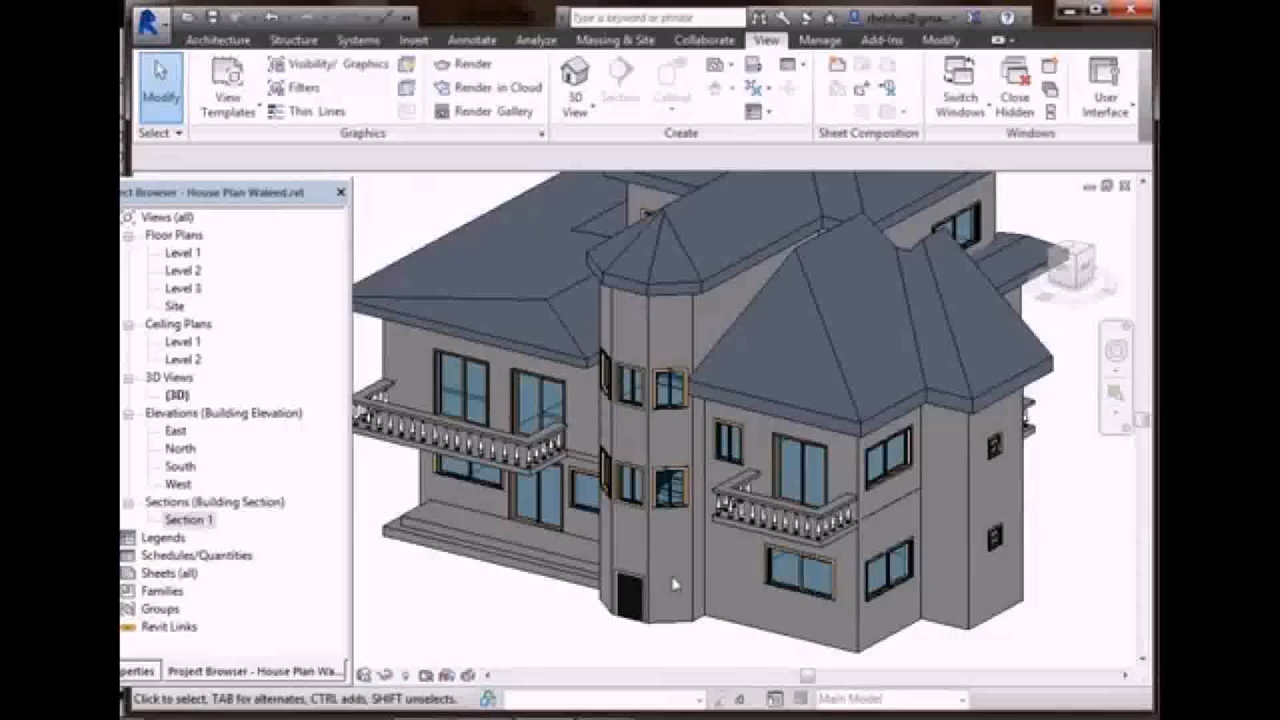 Type a keyword or phrase
Architecture Structure Systems Insert Annotate Analyze Massing & Site Collaborate View Manage Add-Ins Modify
Modify
View Templates
Visibility/ Graphics
Filters
Thin Lines
Render
Render in Cloud
Render Gallery
3D View
Section
Callout
Switch Windows
Close Hidden
User Interface
Select Graphics Create Sheet Composition Windows
ct Browser - House Plan Waleed.rvt
Views (all)
Floor Plans
Level 1
Level 2
Level 3
Site
Ceiling Plans
Level 1
Level 2
3D Views
{3D}
Elevations (Building Elevation)
East
North
South
West
Sections (Building Section)
Section 1
Legends
Schedules/Quantities
Sheets (all)
Families
Groups
Revit Links
perties Project Browser - House Plan Wa...
Click to select, TAB for alternates, CTRL adds, SHIFT unselects. Main Model